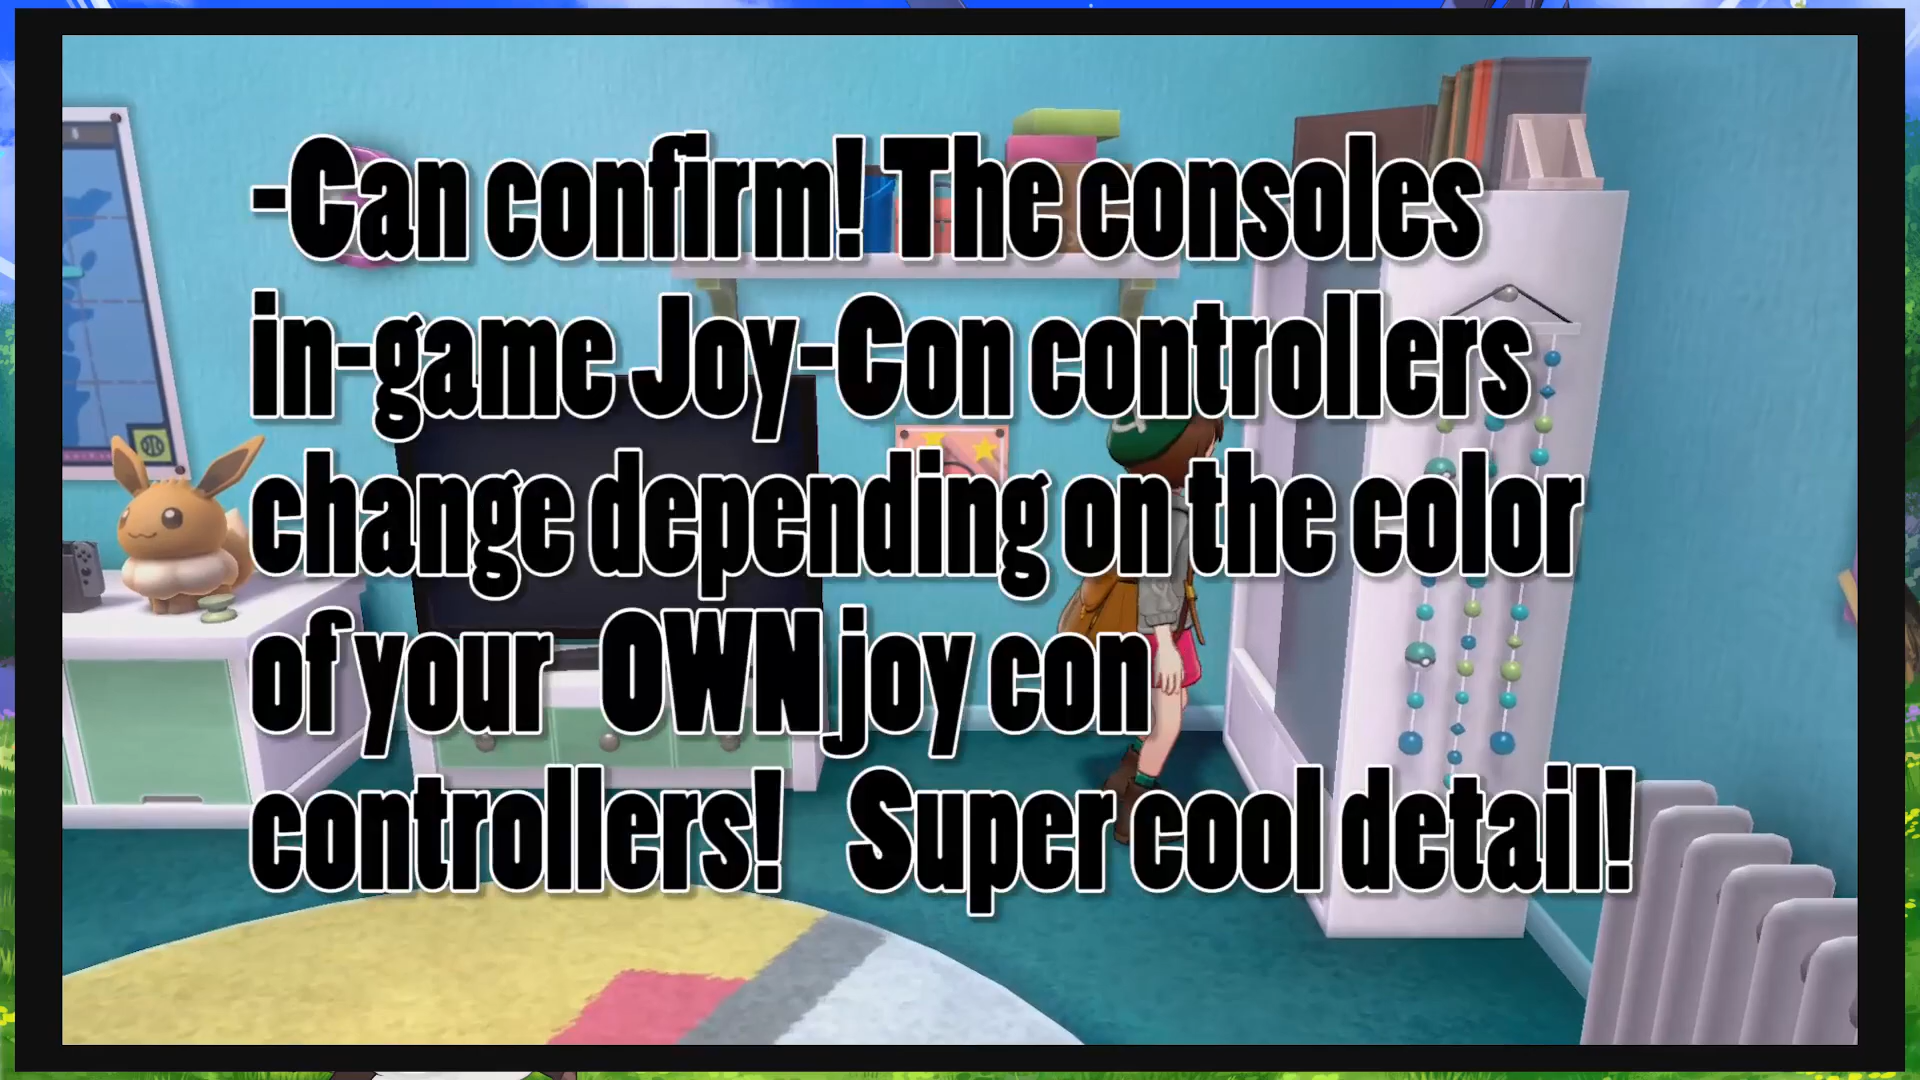 -Can confirm! The consoles
in-game Joy-Con controllers
change depending on the color
of your OWN joy con
controllers! Super cool detail!